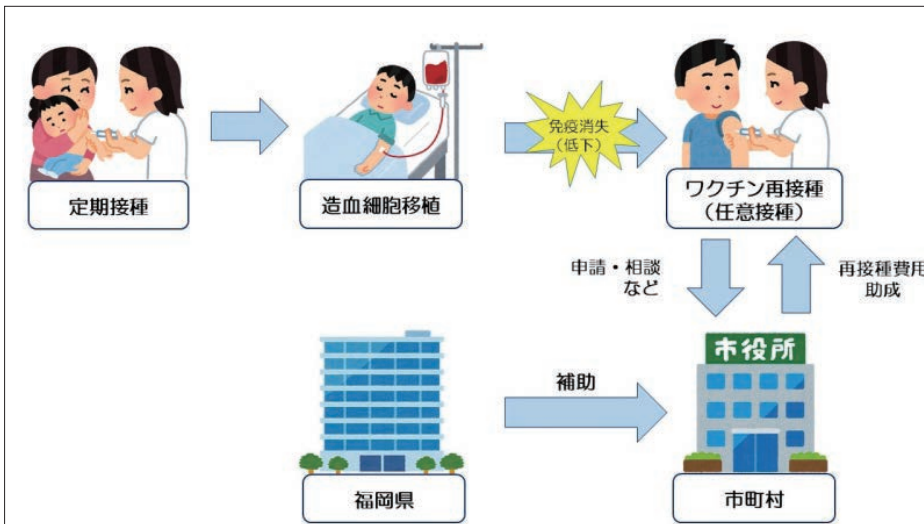 定期接種
造血細胞移植
免疫消失
（低下）
ワクチン再接種
（任意接種）
申請・相談
など
再接種費用
助成
市役所
補助
福岡県
市町村